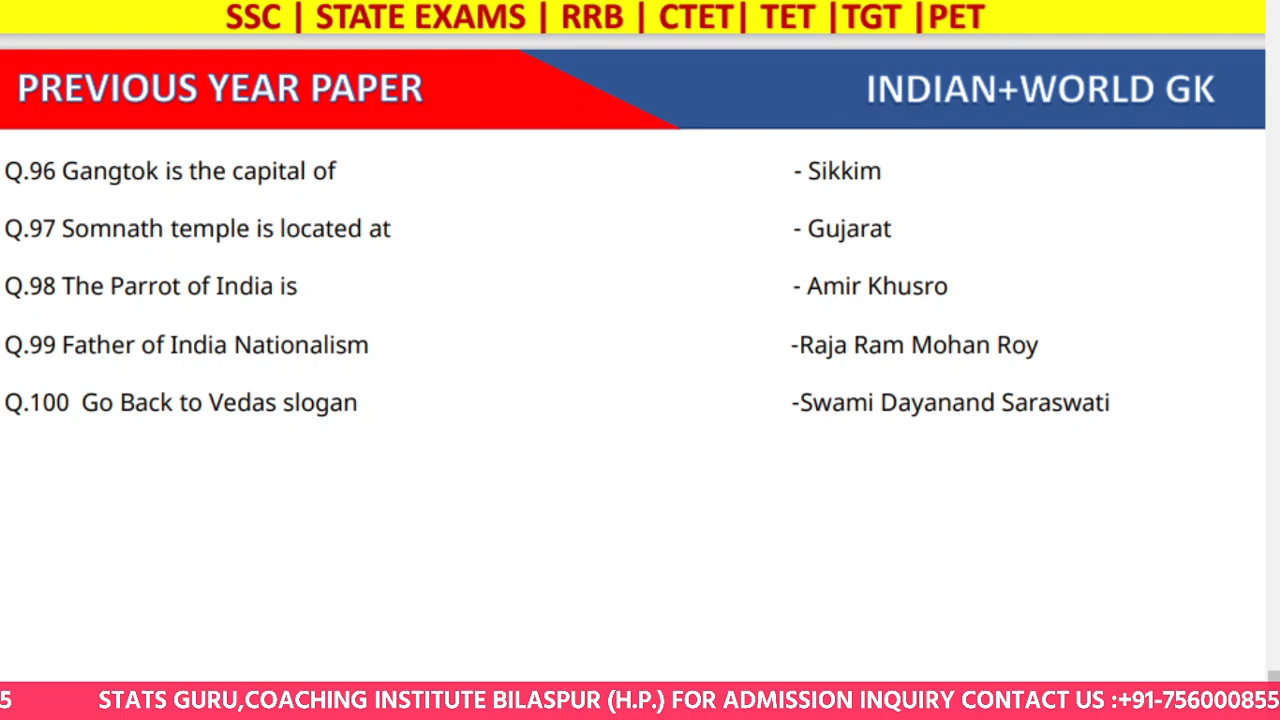 SSC | STATE EXAMS | RRB | CTET| TET |TGT |PET
PREVIOUS YEAR PAPER
INDIAN+WORLD GK
Q.96 Gangtok is the capital of - Sikkim
Q.97 Somnath temple is located at - Gujarat
Q.98 The Parrot of India is - Amir Khusro
Q.99 Father of India Nationalism -Raja Ram Mohan Roy
Q.100 Go Back to Vedas slogan -Swami Dayanand Saraswati
5 STATS GURU,COACHING INSTITUTE BILASPUR (H.P.) FOR ADMISSION INQUIRY CONTACT US :+91-756000855